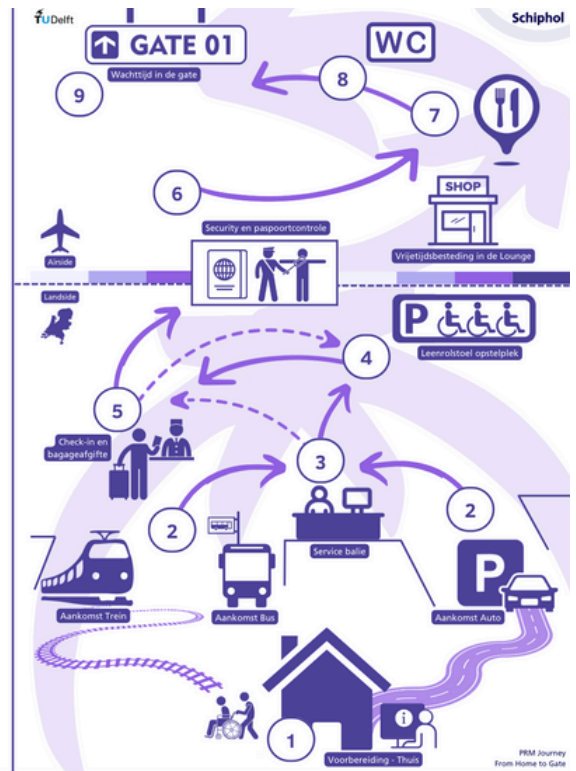 TUDelft
Schiphol
GATE 01
WC
Wachttijd in de gate
9
8
7
6
SHOP
Security en paspoortcontrole
Vrijetijdsbesteding in de Lounge
Airside
Landside
P
Leenrolstoel opstelplek
4
5
Check-in en
bagageafgifte
3
2
2
Service balie
P
Aankomst Trein
Aankomst Bus
Aankomst Auto
1
i
Voorbereiding - Thuis
PRM Journey
From Home to Gate